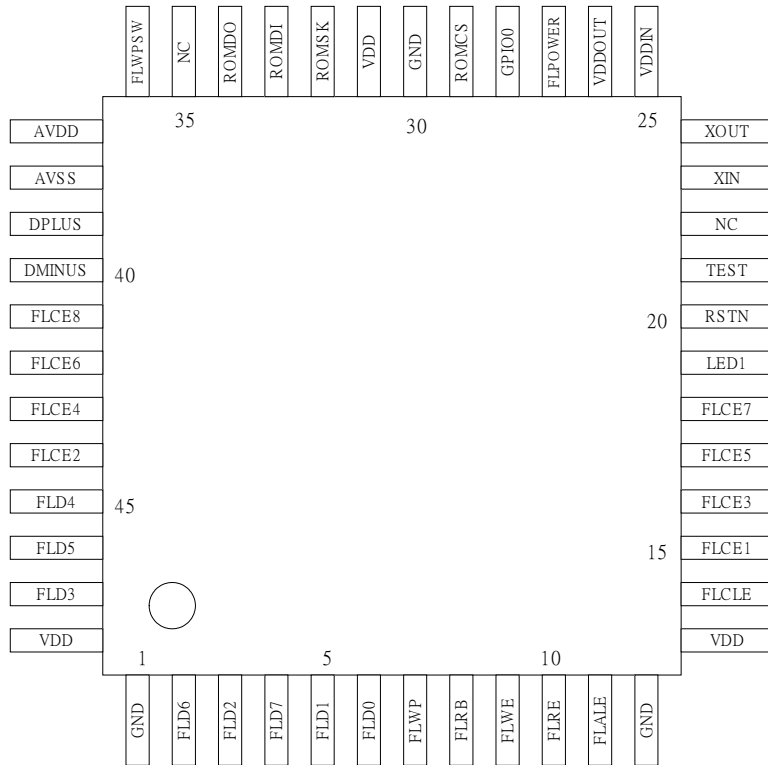 FLWPSW
NC
ROMDO
ROMDI
ROMSK
VDD
GND
ROMCS
GPIO0
FLPOWER
VDDOUT
VDDIN
35
30
25
AVDD
XOUT
AVSS
XIN
DPLUS
NC
DMINUS
40
TEST
FLCE8
20
RSTN
FLCE6
LED1
FLCE4
FLCE7
FLCE2
FLCE5
FLD4
45
FLCE3
FLD5
15
FLCE1
FLD3
FLCLE
VDD
VDD
1
5
10
GND
FLD6
FLD2
FLD7
FLD1
FLD0
FLWP
FLRB
FLWE
FLRE
FLALE
GND